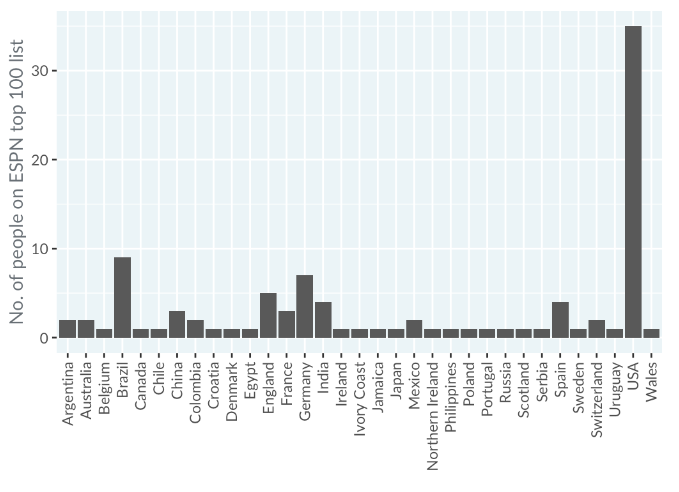 No. of people on ESPN top 100 list
30
20
10
0
Argentina
Australia
Belgium
Brazil
Canada
Chile
China
Colombia
Croatia
Denmark
Egypt
England
France
Germany
India
Ireland
Ivory Coast
Jamaica
Japan
Mexico
Northern Ireland
Philippines
Poland
Portugal
Russia
Scotland
Serbia
Spain
Sweden
Switzerland
Uruguay
USA
Wales